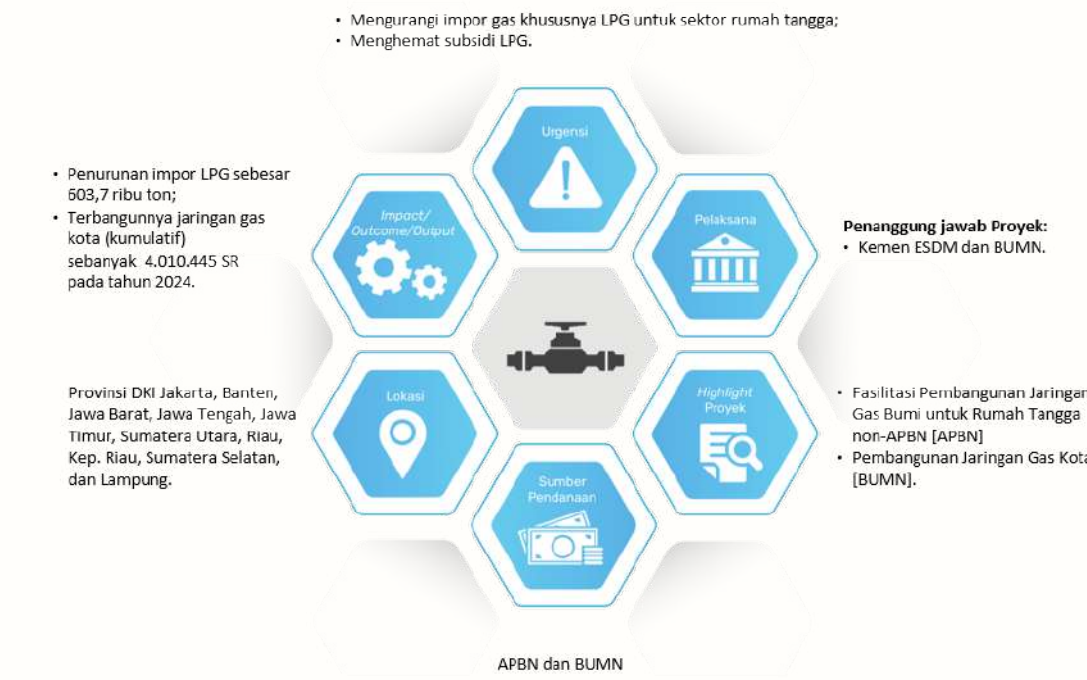 • Mengurangi impor gas khususnya LPG untuk sektor rumah tangga;
• Menghemat subsidi LPG.
Urgensi
• Penurunan impor LPG sebesar
603,7 ribu ton;
• Terbangunnya jaringan gas
kota (kumulatif)
sebanyak 4.010.445 SR
pada tahun 2024.
Impact/
Outcome/Output
Pelaksana
Penanggung jawab Proyek:
• Kemen ESDM dan BUMN.
Provinsi DKI Jakarta, Banten,
Jawa Barat, Jawa Tengah, Jawa
Timur, Sumatera Utara, Riau,
Kep. Riau, Sumatera Selatan,
dan Lampung.
Lokasi
Highlight
Proyek
• Fasilitasi Pembangunan Jaringan
Gas Bumi untuk Rumah Tangga
non-APBN [APBN]
• Pembangunan Jaringan Gas Kota
[BUMN].
Sumber
Pendanaan
APBN dan BUMN